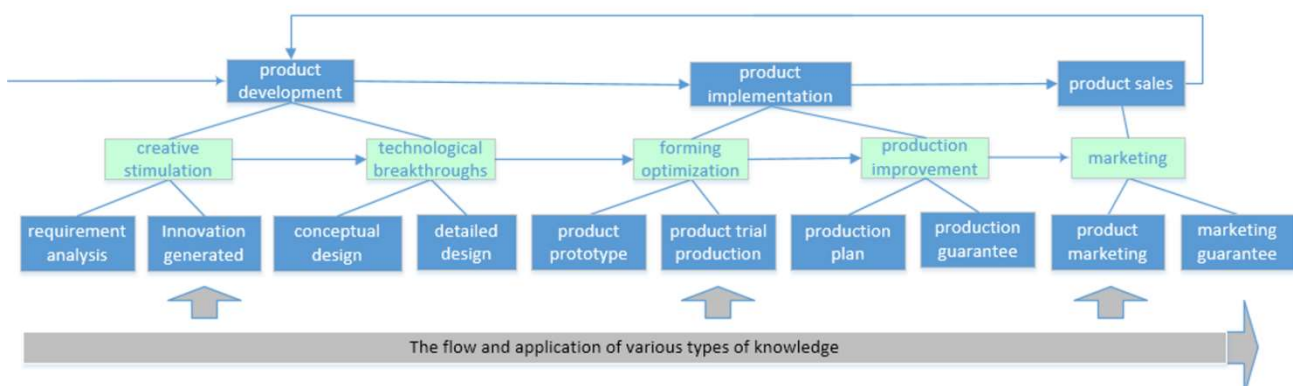 product
development
product
implementation
product sales
creative
stimulation
technological
breakthroughs
forming
optimization
production
improvement
marketing
requirement
analysis
Innovation
generated
conceptual
design
detailed
design
product
prototype
product trial
production
production
plan
production
guarantee
product
marketing
marketing
guarantee
The flow and application of various types of knowledge